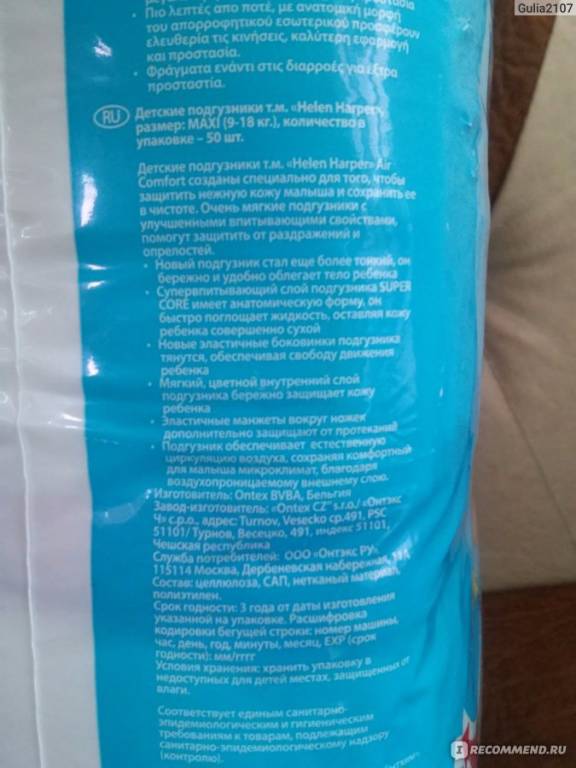 Gulia2107
• Πιο λεπτές απο ποτέ, με ανατομική μορφή
του απορροφητικού εσωτερικού προσφέρουν
ελευθερία τις κινήσεις, καλύτερη εφαρμογή
και προστασία.
• Φράγματα ενάντι στις διαρροές για έξτρα
προστατία.
RU Детские подгузники т.м. «Helen Harper»,
размер: MAXI (9-18 кг.), количество в
упаковке – 50 шт.
Детские подгузники т.м. «Helen Harper» Air
Comfort созданы специально для того, чтобы
защитить нежную кожу малыша и сохранить ее
в чистоте. Очень мягкие подгузники с
улучшенными впитывающими свойствами,
помогут защитить от раздражений и
опрелостей.
• Новый подгузник стал еще более тонкий, он
бережно и удобно облегает тело ребенка
• Супервпитывающий слой подгузника SUPER
CORE имеет анатомическую форму, он
быстро поглощает жидкость, оставляя кожу
ребенка совершенно сухой
• Новые эластичные боковинки подгузника
тянутся, обеспечивая свободу движения
ребенка
• Мягкий, цветной внутренний слой
подгузника бережно защищает кожу
ребенка
• Эластичные манжеты вокруг ножек
дополнительно защищают от протеканий
• Подгузник обеспечивает естественную
циркуляцию воздуха, сохраняя комфортный
для малыша микроклимат, благодаря
воздухопроницаемому внешнему слою.
Изготовитель: Ontex BVBA, Бельгия
Завод-изготовитель: «Ontex CZ" s.r.o./ «Онтэкс
Ч» с.р.о., адрес: Turnov, Vesecko cp.491, PSC
51101/ Турнов, Весецко, 491, индекс 51101,
Чешская республика
Служба потребителей: ООО «Онтэкс РУ»,
115114 Москва, Дербеневская набережная, 11А
Состав: целлюлоза, САП, нетканый материал,
полиэтилен.
Срок годности: 3 года от даты изготовления
указанной на упаковке. Расшифровка
кодировки бегущей строки: номер машины,
час, день, год, минуты, месяц, EXP (срок
годности): мм/гггг
Условия хранения: хранить упаковку в
недоступных для детей местах, защищенных от
влаги.
Соответствует единым санитарно-
эпидемиологическим и гигиеническим
требованиям к товарам, подлежащим
санитарно-эпидемиологическому надзору
(контролю).
IRECOMMEND.RU